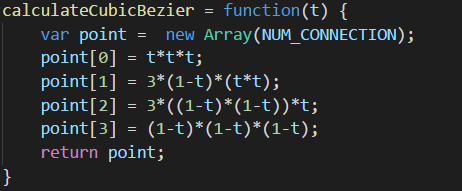 calculateCubicBezier = function(t) {
    var point =  new Array(NUM_CONNECTION);
    point[0] = t*t*t;
    point[1] = 3*(1-t)*(t*t);
    point[2] = 3*((1-t)*(1-t))*t;
    point[3] = (1-t)*(1-t)*(1-t);
    return point;
}